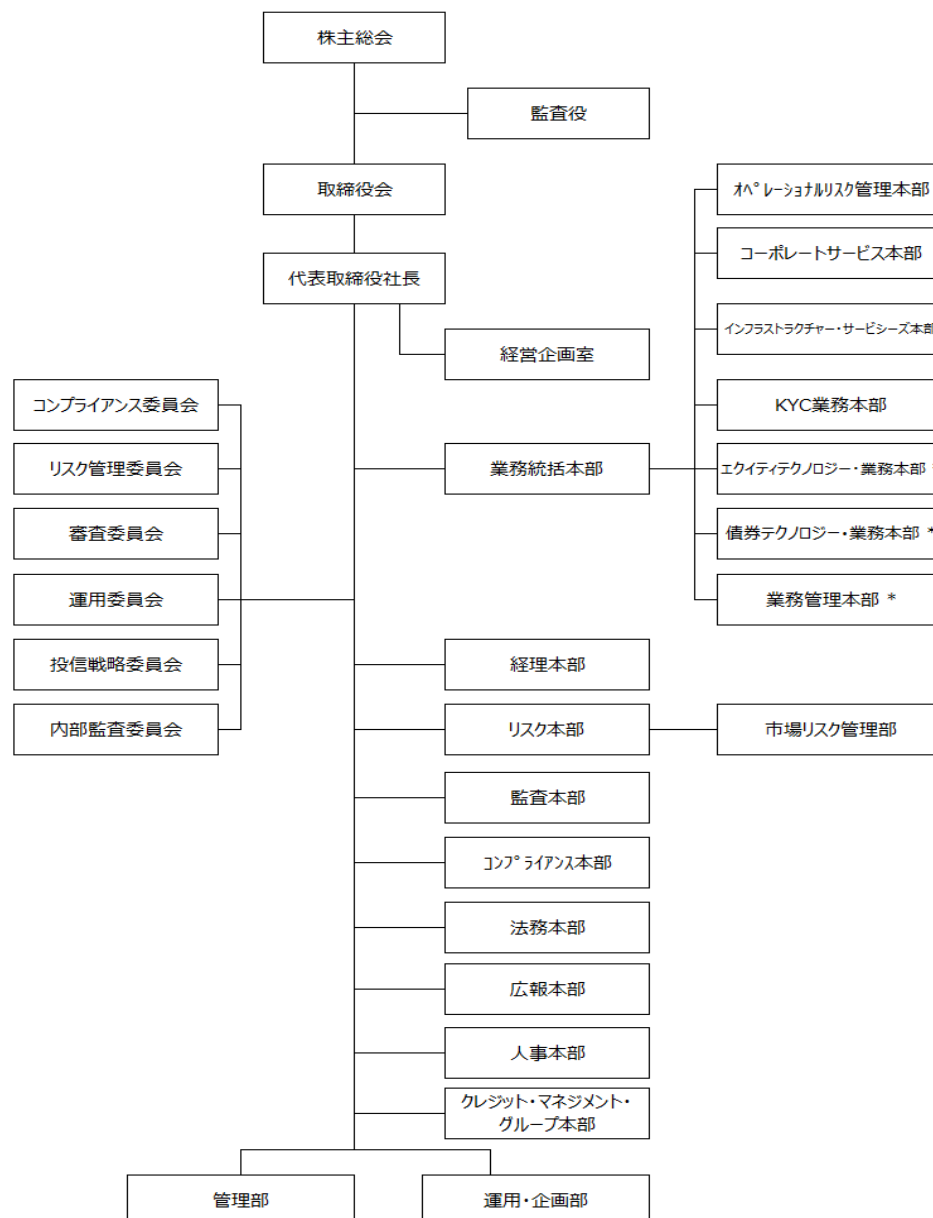 株主総会
監査役
取締役会
代表取締役社長
経営企画室
オペレーショナルリスク管理本部
コーポレートサービス本部
インフラストラクチャー・サービシーズ本部
KYC業務本部
業務統括本部
エクイティテクノロジー・業務本部
債券テクノロジー・業務本部 *
業務管理本部 *
コンプライアンス委員会
リスク管理委員会
審査委員会
運用委員会
投信戦略委員会
内部監査委員会
経理本部
リスク本部
市場リスク管理部
監査本部
コンプライアンス本部
法務本部
広報本部
人事本部
クレジット・マネジメント・
グループ本部
管理部
運用・企画部